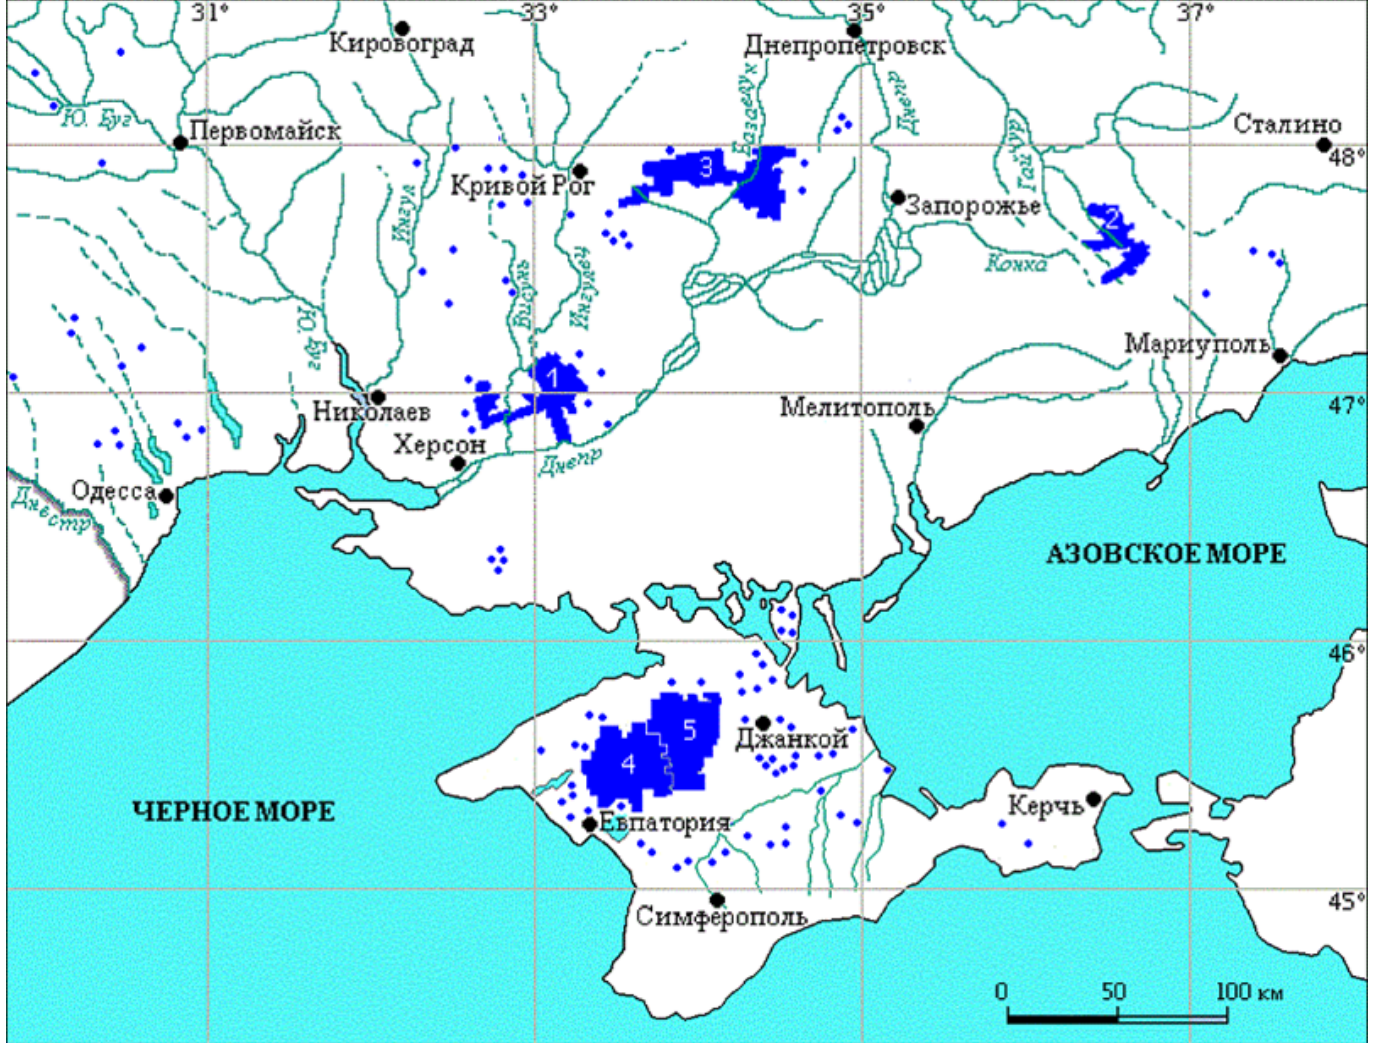 31°
33°
35°
37°
Кировоград
Днепропетровск
Ю. Буг
Первомайск
Базавлук
Днепр
Сталино
48°
3
Гайчур
Кривой Рог
Ингул
Запорожье
2
Конка
Висунь
Ингулец
Ю. Буг
Мариуполь
1
Николаев
Мелитополь
47°
Херсон
Днепр
Одесса
Днестр
АЗОВСКОЕ МОРЕ
46°
5
4
Джанкой
ЧЕРНОЕ МОРЕ
Евпатория
Керчь
45°
Симферополь
0 50 100 км